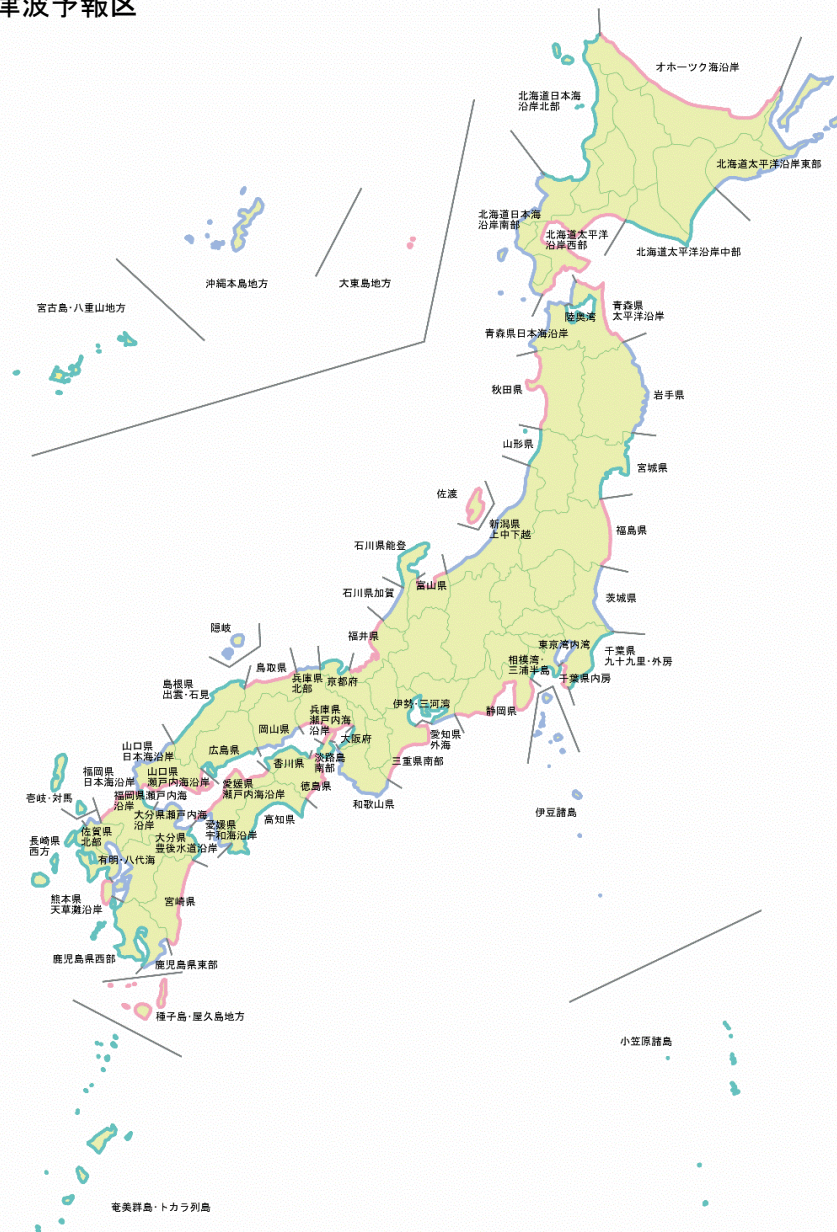 津波予報区
オホーツク海沿岸
北海道日本海
沿岸北部
北海道太平洋沿岸東部
北海道日本海
沿岸南部
北海道太平洋
沿岸西部
北海道太平洋沿岸中部
沖縄本島地方
大東島地方
宮古島・八重山地方
青森県
太平洋沿岸
陸奥湾
青森県日本海沿岸
秋田県
岩手県
山形県
宮城県
佐渡
新潟県
上中下越
福島県
石川県能登
富山県
石川県加賀
茨城県
福井県
隠岐
東京湾内湾
千葉県
九十九里・外房
相模湾・
三浦半島
千葉県内房
鳥取県
兵庫県
北部
京都府
島根県
出雲・石見
伊勢・三河湾
静岡県
兵庫県
瀬戸内海
沿岸
岡山県
大阪府
愛知県
外海
広島県
山口県
日本海沿岸
香川県
淡路島
南部
三重県南部
福岡県
日本海沿岸
山口県
瀬戸内海沿岸
愛媛県
瀬戸内海沿岸
徳島県
和歌山県
壱岐・対馬
福岡県瀬戸内海
沿岸
伊豆諸島
大分県瀬戸内海
沿岸
高知県
愛媛県
宇和海沿岸
佐賀県
北部
大分県
豊後水道沿岸
長崎県
西方
有明・八代海
熊本県
天草灘沿岸
宮崎県
鹿児島県西部
鹿児島県東部
種子島・屋久島地方
小笠原諸島
奄美群島・トカラ列島